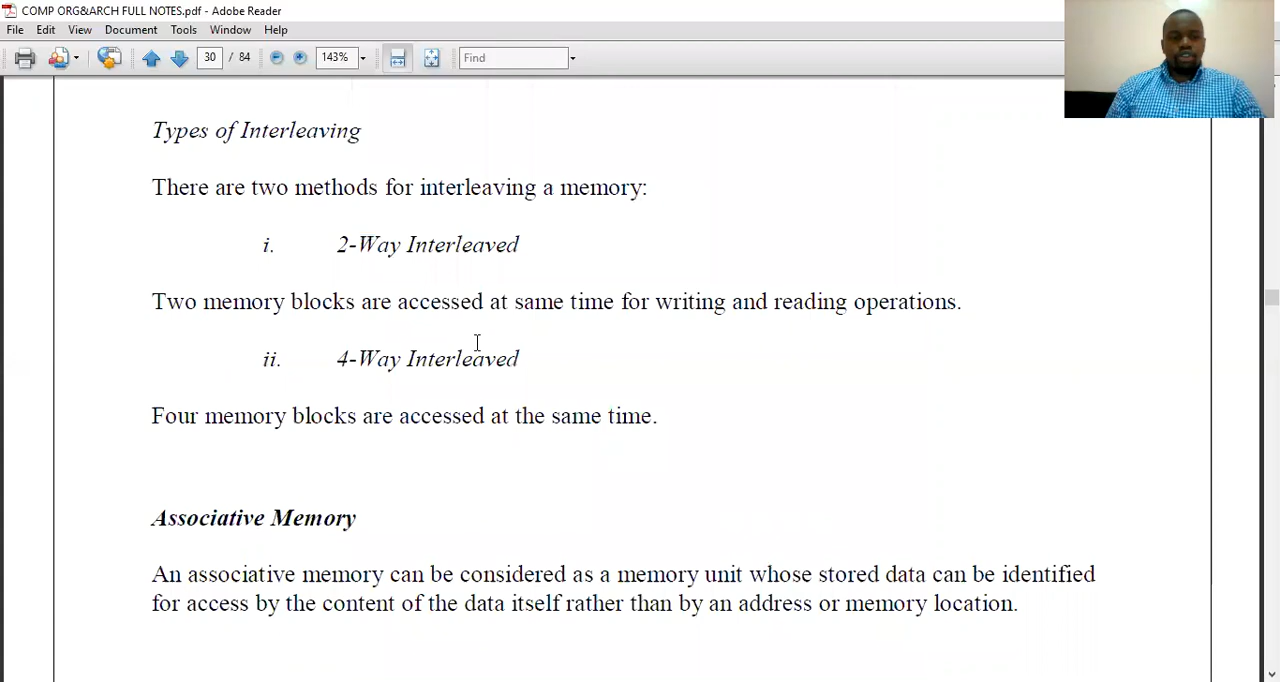 COMP ORG&ARCH FULL NOTES.pdf - Adobe Reader
File Edit View Document Tools Window Help
30 / 84 143% Find
Types of Interleaving
There are two methods for interleaving a memory:
i. 2-Way Interleaved
Two memory blocks are accessed at same time for writing and reading operations.
ii. 4-Way Interleaved
Four memory blocks are accessed at the same time.
Associative Memory
An associative memory can be considered as a memory unit whose stored data can be identified
for access by the content of the data itself rather than by an address or memory location.